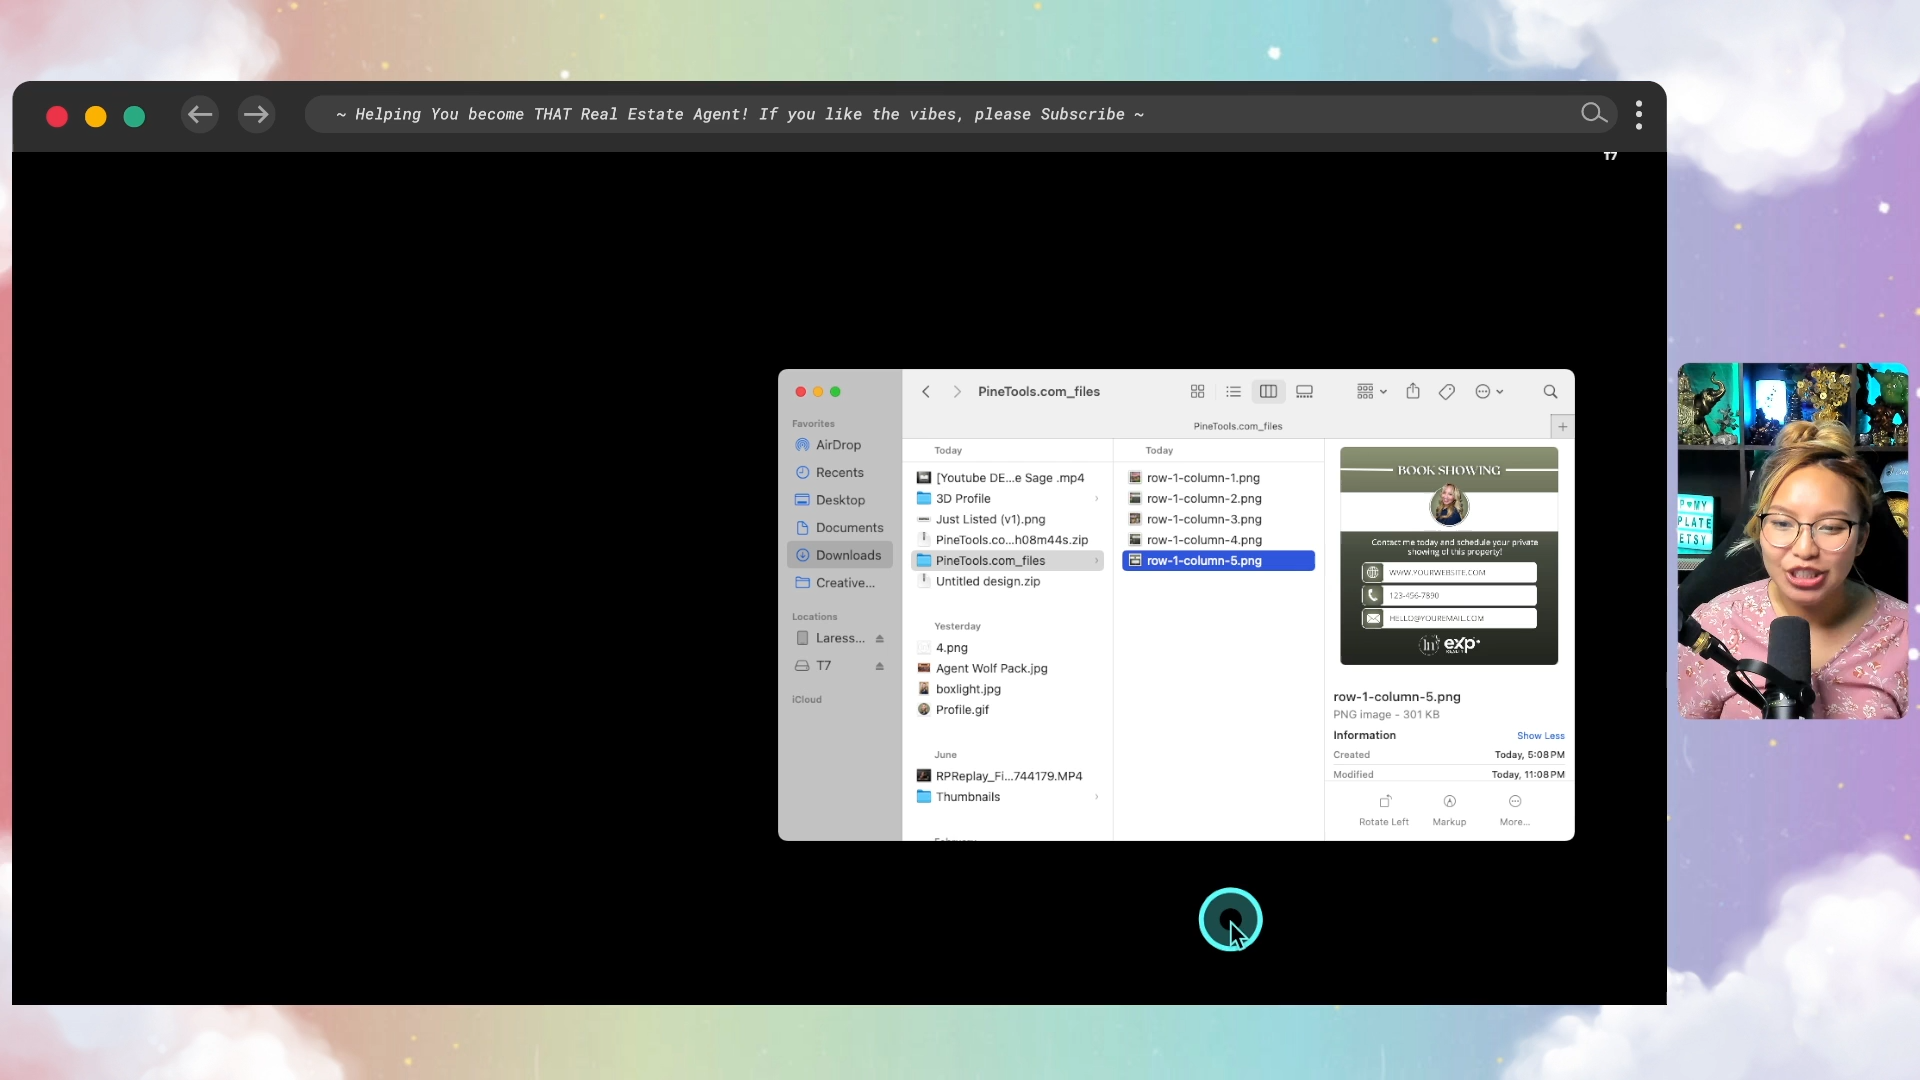 ~ Helping You become THAT Real Estate Agent! If you like the vibes, please Subscribe ~
T7
PineTools.com_files
PineTools.com_files
Favorites
AirDrop
Recents
Desktop
Documents
Downloads
Creative...
Locations
Laress...
T7
iCloud
Today
[Youtube DE...e Sage .mp4
3D Profile
Just Listed (v1).png
PineTools.co...h08m44s.zip
PineTools.com_files
Untitled design.zip
Yesterday
4.png
Agent Wolf Pack.jpg
boxlight.jpg
Profile.gif
June
RPReplay_Fi...744179.MP4
Thumbnails
Today
row-1-column-1.png
row-1-column-2.png
row-1-column-3.png
row-1-column-4.png
row-1-column-5.png
BOOK SHOWING
Contact me today and schedule your private
showing of this property!
WWW.YOURWEBSITE.COM
123-456-7890
HELLO@YOUREMAIL.COM
exp
REALTY
row-1-column-5.png
PNG image - 301 KB
Information
Show Less
Created
Today, 5:08 PM
Modified
Today, 11:08 PM
Rotate Left
Markup
More...
PLATE
ETSY